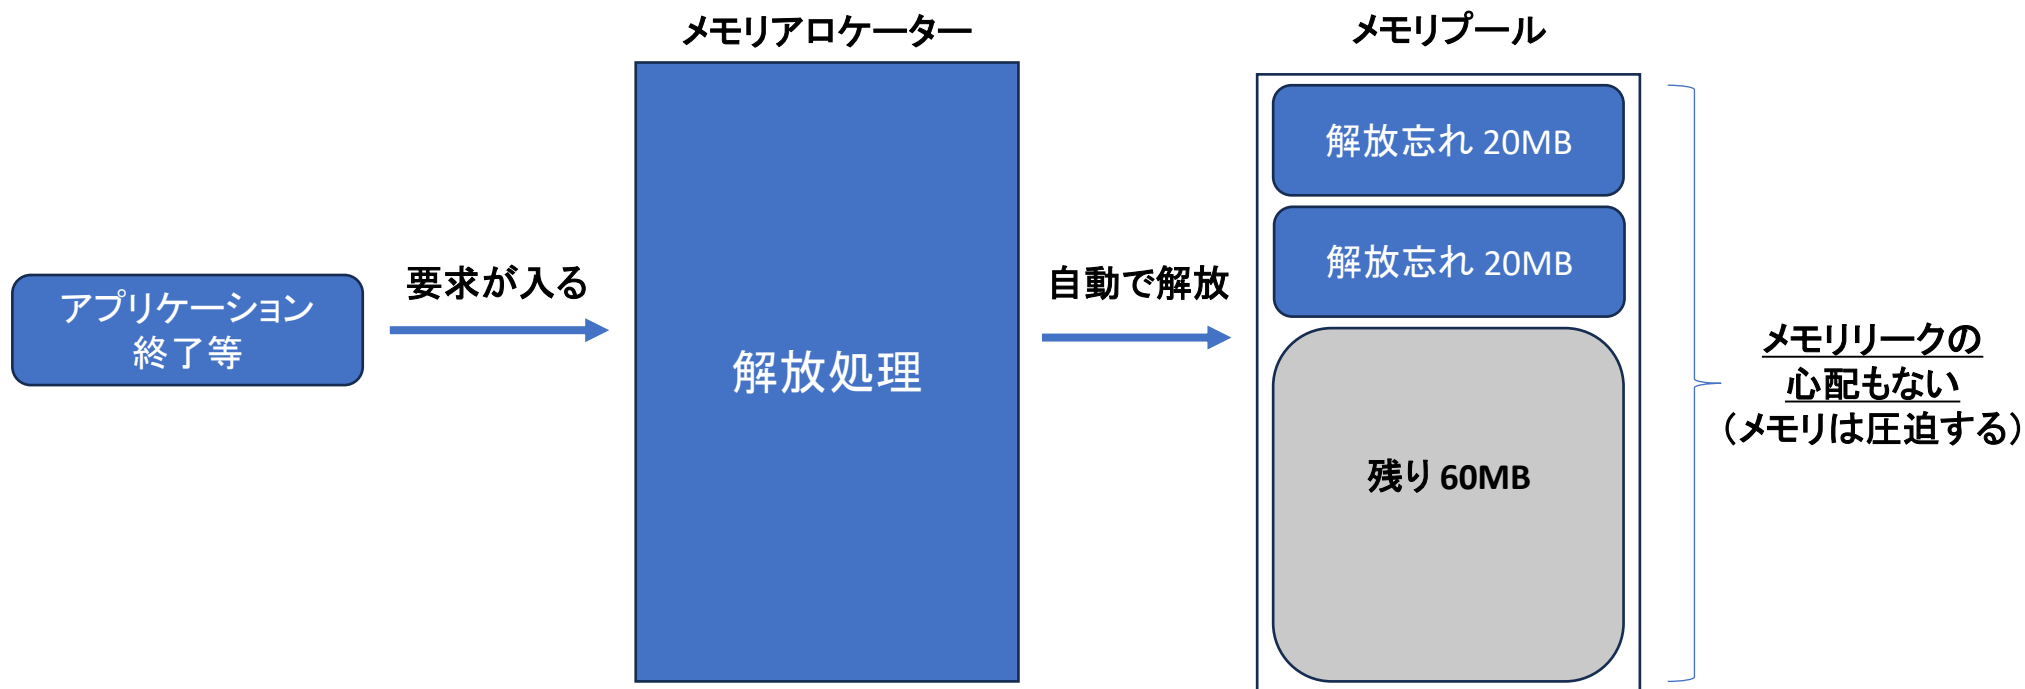 メモリアロケーター
メモリプール
アプリケーション
終了等
要求が入る
解放処理
自動で解放
解放忘れ 20MB
解放忘れ 20MB
残り 60MB
メモリリークの
心配もない
（メモリは圧迫する）